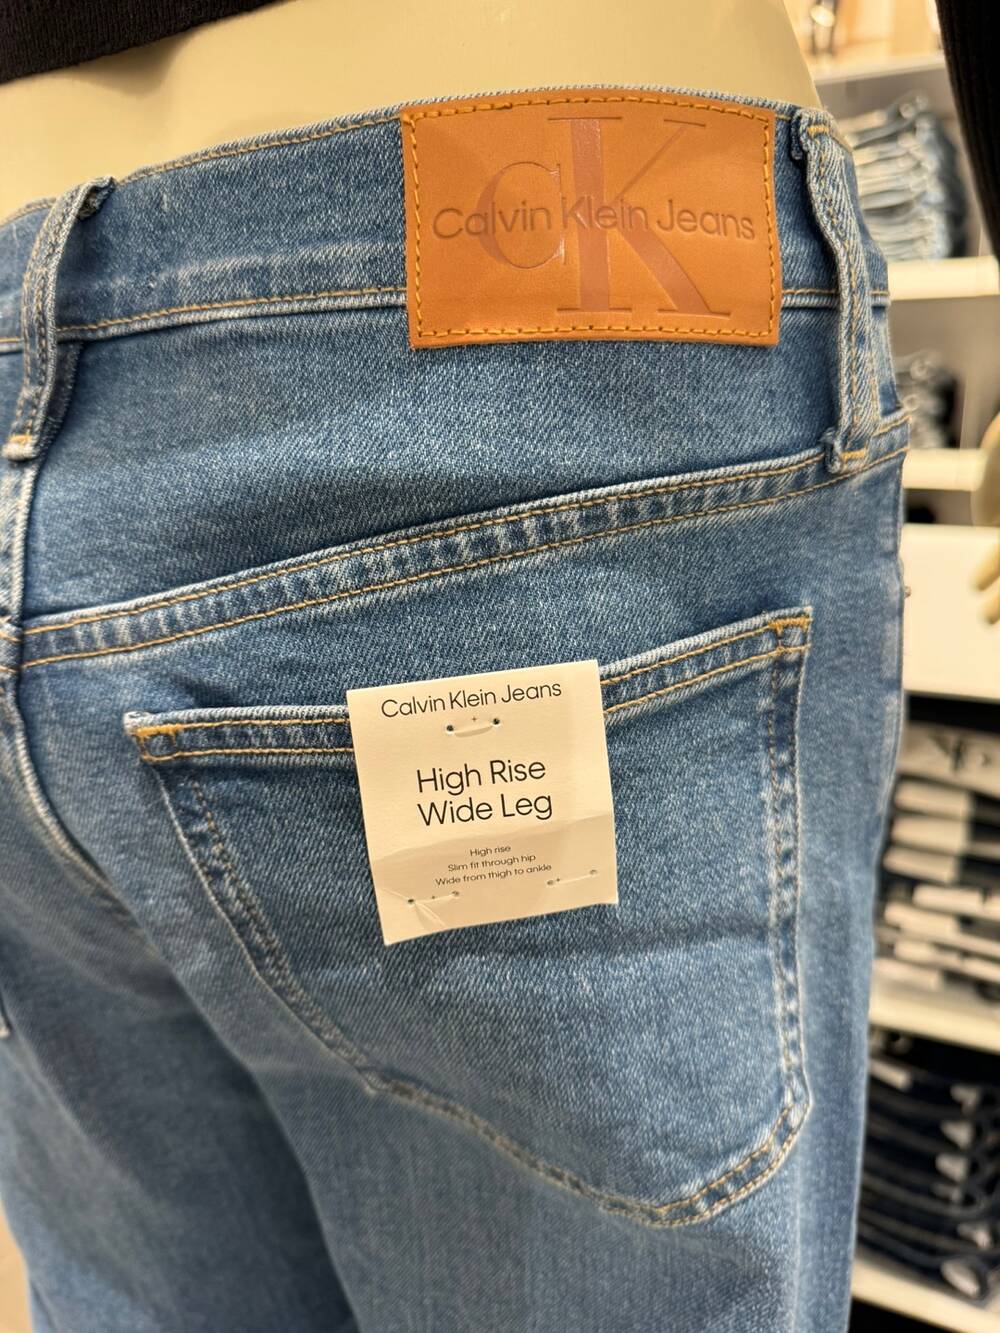 CK
Calvin Klein Jeans
Calvin Klein Jeans
High Rise
Wide Leg
High rise
Slim fit through hip
Wide from thigh to ankle